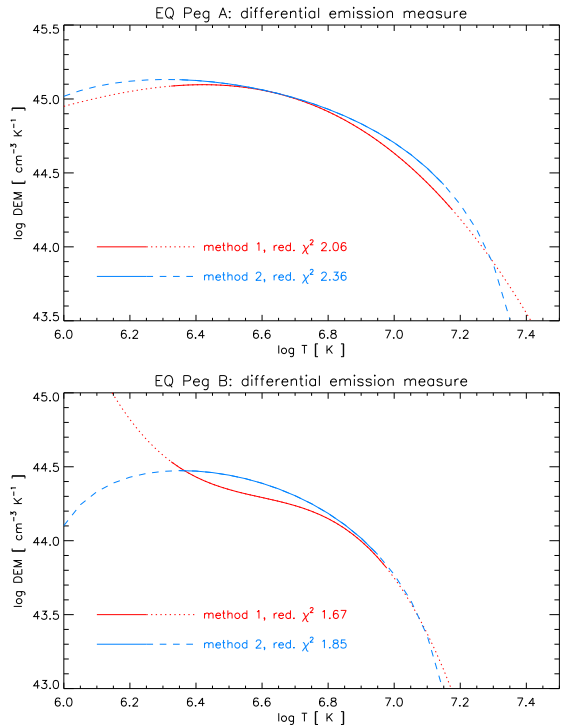 EQ Peg A: differential emission measure
45.5
45.0
44.5
44.0
43.5
log DEM [ cm⁻³ K⁻¹ ]
method 1, red. χ² 2.06
method 2, red. χ² 2.36
6.0 6.2 6.4 6.6 6.8 7.0 7.2 7.4
log T [ K ]
EQ Peg B: differential emission measure
45.0
44.5
44.0
43.5
43.0
log DEM [ cm⁻³ K⁻¹ ]
method 1, red. χ² 1.67
method 2, red. χ² 1.85
6.0 6.2 6.4 6.6 6.8 7.0 7.2 7.4
log T [ K ]